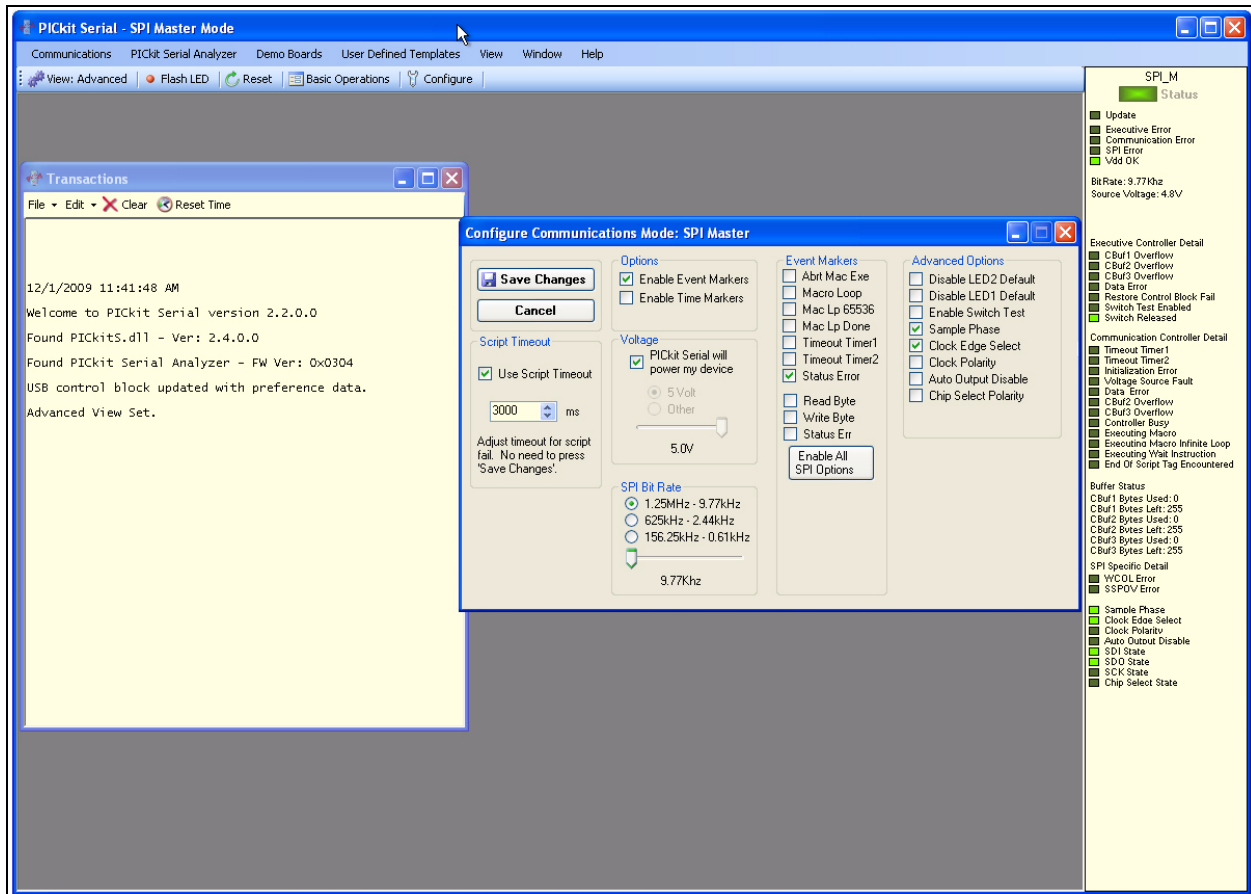 PICkit Serial - SPI Master Mode
Communications PICkit Serial Analyzer Demo Boards User Defined Templates View Window Help
View: Advanced Flash LED Reset Basic Operations Configure
Transactions
File Edit Clear Reset Time
12/1/2009 11:41:48 AM
Welcome to PICkit Serial version 2.2.0.0
Found PICkitS.dll - Ver: 2.4.0.0
Found PICkit Serial Analyzer - FW Ver: 0x0304
USB control block updated with preference data.
Advanced View Set.
Configure Communications Mode: SPI Master
Save Changes
Cancel
Script Timeout
Use Script Timeout
3000 ms
Adjust timeout for script
fail. No need to press
'Save Changes'.
Options
Enable Event Markers
Enable Time Markers
Voltage
PICkit Serial will
power my device
5 Volt
Other
5.0V
SPI Bit Rate
1.25MHz - 9.77kHz
625kHz - 2.44kHz
156.25kHz - 0.61kHz
9.77Khz
Event Markers
Abrt Mac Exe
Macro Loop
Mac Lp 65536
Mac Lp Done
Timeout Timer1
Timeout Timer2
Status Error
Read Byte
Write Byte
Status Err
Enable All
SPI Options
Advanced Options
Disable LED2 Default
Disable LED1 Default
Enable Switch Test
Sample Phase
Clock Edge Select
Clock Polarity
Auto Output Disable
Chip Select Polarity
SPI_M
Status
Update
Executive Error
Communication Error
SPI Error
Vdd OK
BitRate: 9.77Khz
Source Voltage: 4.8V
Executive Controller Detail
CBuf1 Overflow
CBuf2 Overflow
CBuf3 Overflow
Data Error
Restore Control Block Fail
Switch Test Enabled
Switch Released
Communication Controller Detail
Timeout Timer1
Timeout Timer2
Initialization Error
Voltage Source Fault
Data Error
CBuf2 Overflow
CBuf3 Overflow
Controller Busy
Executing Macro
Executing Macro Infinite Loop
Executing Wait Instruction
End Of Script Tag Encountered
Buffer Status
CBuf1 Bytes Used: 0
CBuf1 Bytes Left: 255
CBuf2 Bytes Used: 0
CBuf2 Bytes Left: 255
CBuf3 Bytes Used: 0
CBuf3 Bytes Left: 255
SPI Specific Detail
WCOL Error
SSPOV Error
Sample Phase
Clock Edge Select
Clock Polarity
Auto Output Disable
SDI State
SDO State
SCK State
Chip Select State